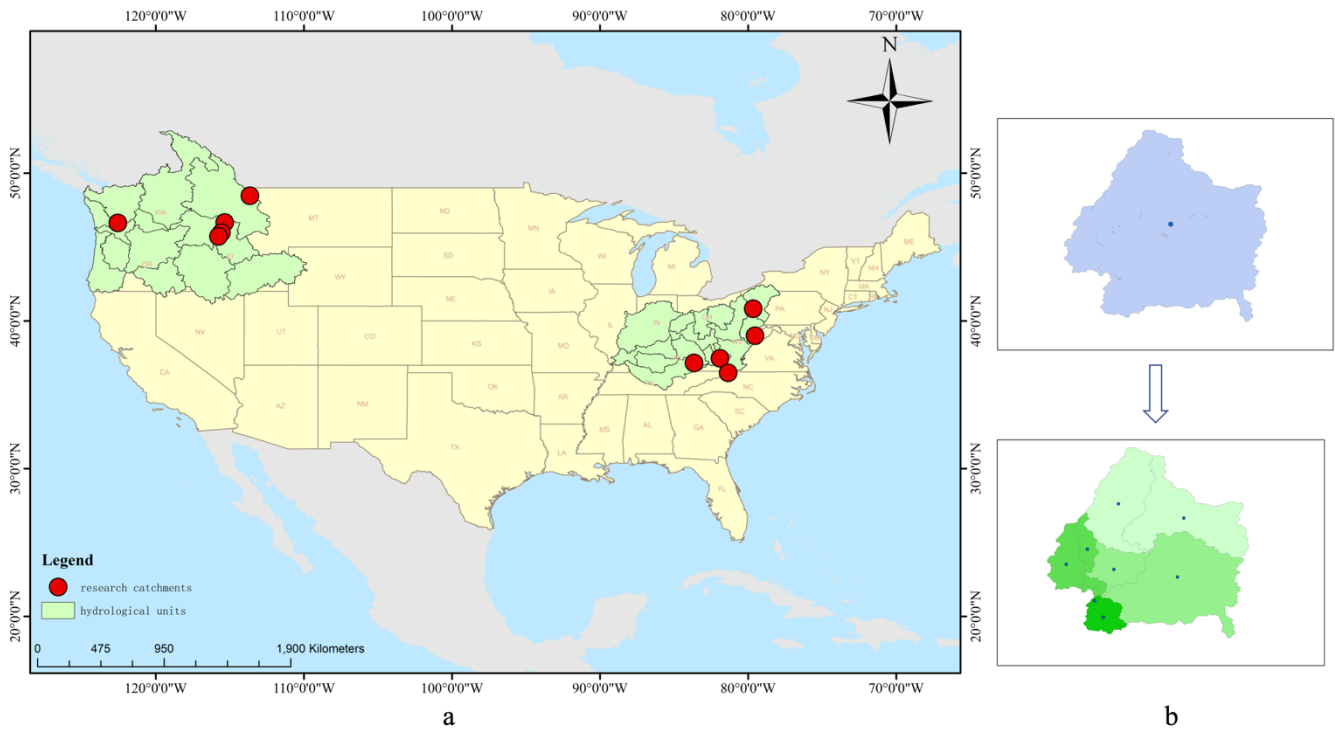 120°0'0"W 110°0'0"W 100°0'0"W 90°0'0"W 80°0'0"W 70°0'0"W
N
50°0'0"N 50°0'0"N
WA
MT
ND
MN
ME
OR
ID
SD
WI
VT
NH
WY
MI
NY
MA
CT
40°0'0"N 40°0'0"N
NE
IA
PA
NJ
NV
UT
IL
IN
OH
CO
KS
MO
VA
CA
NC
AZ
NM
OK
AR
TN
SC
MS
AL
GA
TX
LA
30°0'0"N 30°0'0"N
FL
Legend
research catchments
hydrological units
20°0'0"N 20°0'0"N
0 475 950 1,900 Kilometers
120°0'0"W 110°0'0"W 100°0'0"W 90°0'0"W 80°0'0"W 70°0'0"W
a b